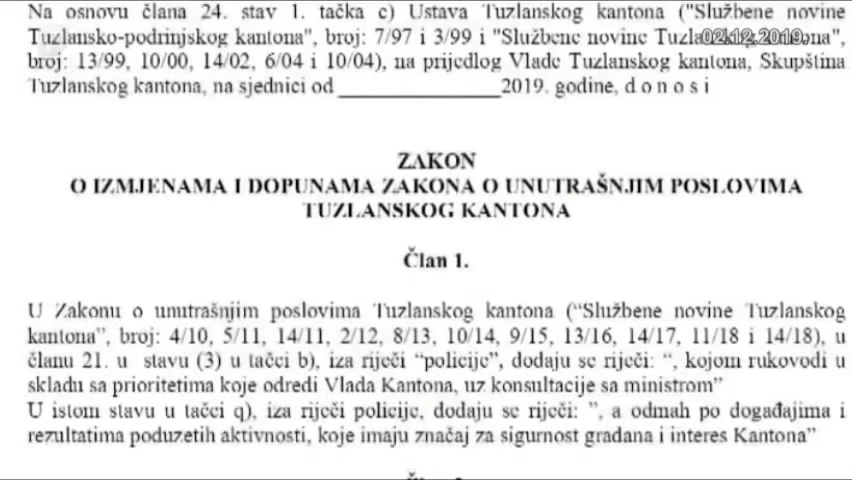 Na osnovu člana 24. stav 1. tačka c) Ustava Tuzlanskog kantona ("Službene novine
Tuzlansko-podrinjskog kantona", broj: 7/97 i 3/99 i "Službene novine
02.12.2019.
broj: 13/99, 10/00, 14/02, 6/04 i 10/04), na prijedlog Vlade Tuzlanskog kantona, Skupština
Tuzlanskog kantona, na sjednici od _______________2019. godine, d o n o s i
ZAKON
O IZMJENAMA I DOPUNAMA ZAKONA O UNUTRAŠNJIM POSLOVIMA
TUZLANSKOG KANTONA
Član 1.
U Zakonu o unutrašnjim poslovima Tuzlanskog kantona (“Službene novine Tuzlanskog
kantona”, broj: 4/10, 5/11, 14/11, 2/12, 8/13, 10/14, 9/15, 13/16, 14/17, 11/18 i 14/18), u
članu 21. u stavu (3) u tačci b), iza riječi “policije”, dodaju se riječi: “, kojom rukovodi u
skladu sa prioritetima koje odredi Vlada Kantona, uz konsultacije sa ministrom”
U istom stavu u tačci q), iza riječi policije, dodaju se riječi: ”, a odmah po događajima i
rezultatima poduzetih aktivnosti, koje imaju značaj za sigurnost građana i interes Kantona”